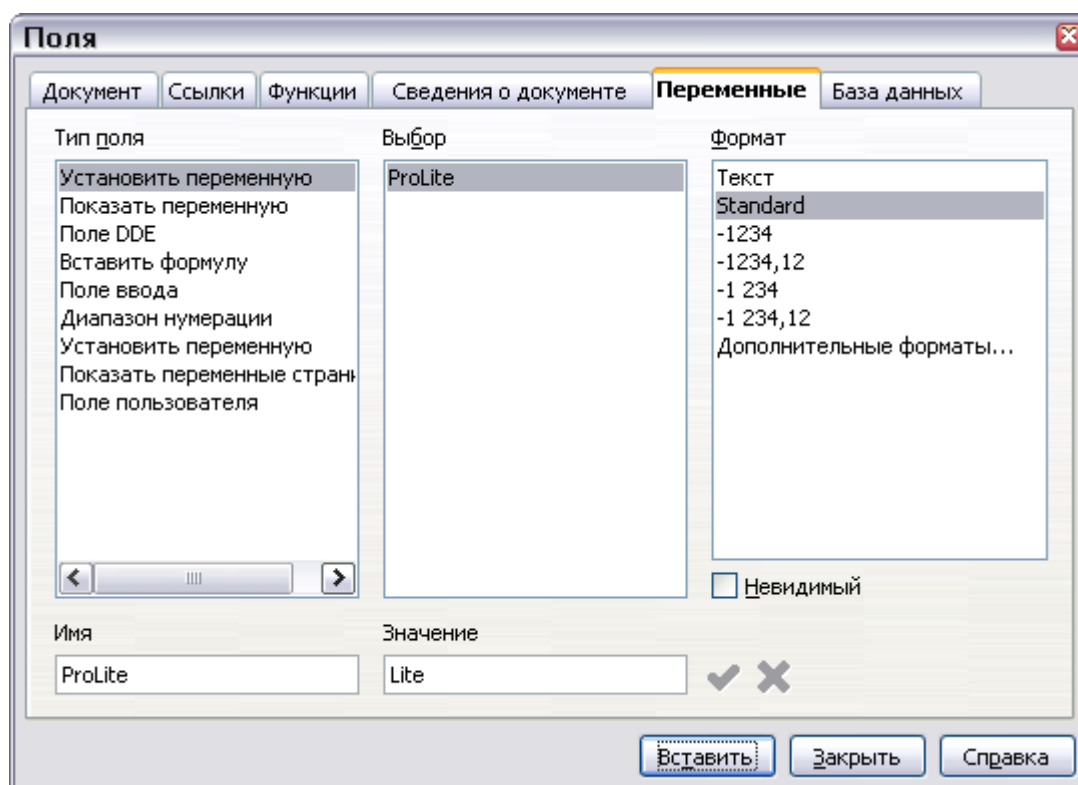 Поля
Документ Ссылки Функции Сведения о документе Переменные База данных
Тип поля
Установить переменную
Показать переменную
Поле DDE
Вставить формулу
Поле ввода
Диапазон нумерации
Установить переменную
Показать переменные
Поле пользователя
Выбор
ProLite
Формат
Текст
Standard
-1234
-1234,12
-1 234
-1 234,12
Дополнительные форматы...
Невидимый
Имя
ProLite
Значение
Lite
Вставить Закрыть Справка